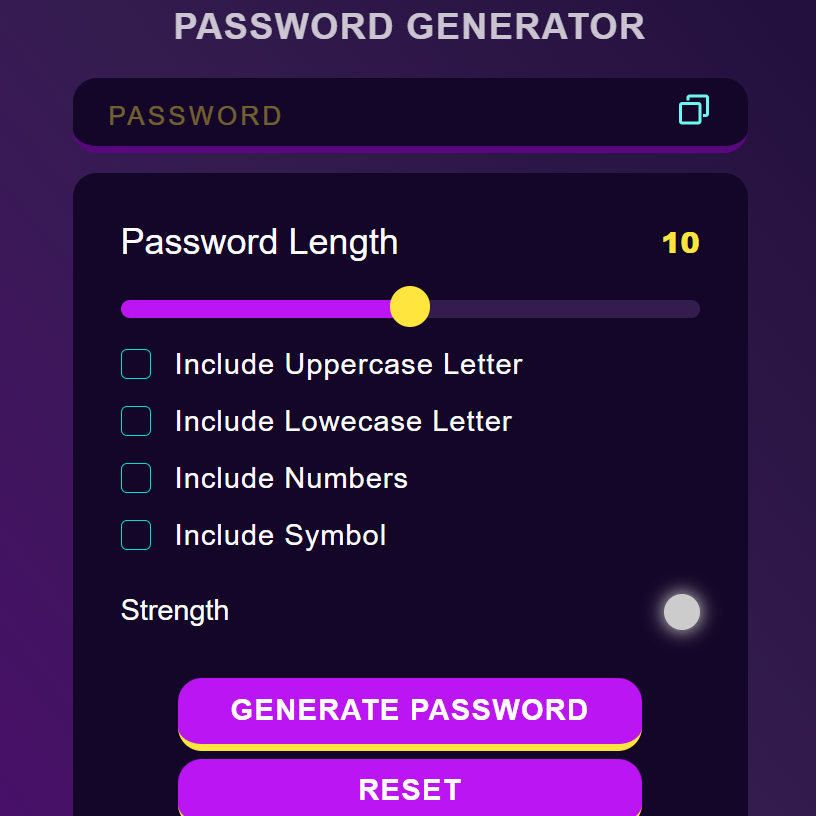 PASSWORD GENERATOR
PASSWORD
Password Length 10
Include Uppercase Letter
Include Lowecase Letter
Include Numbers
Include Symbol
Strength
GENERATE PASSWORD
RESET